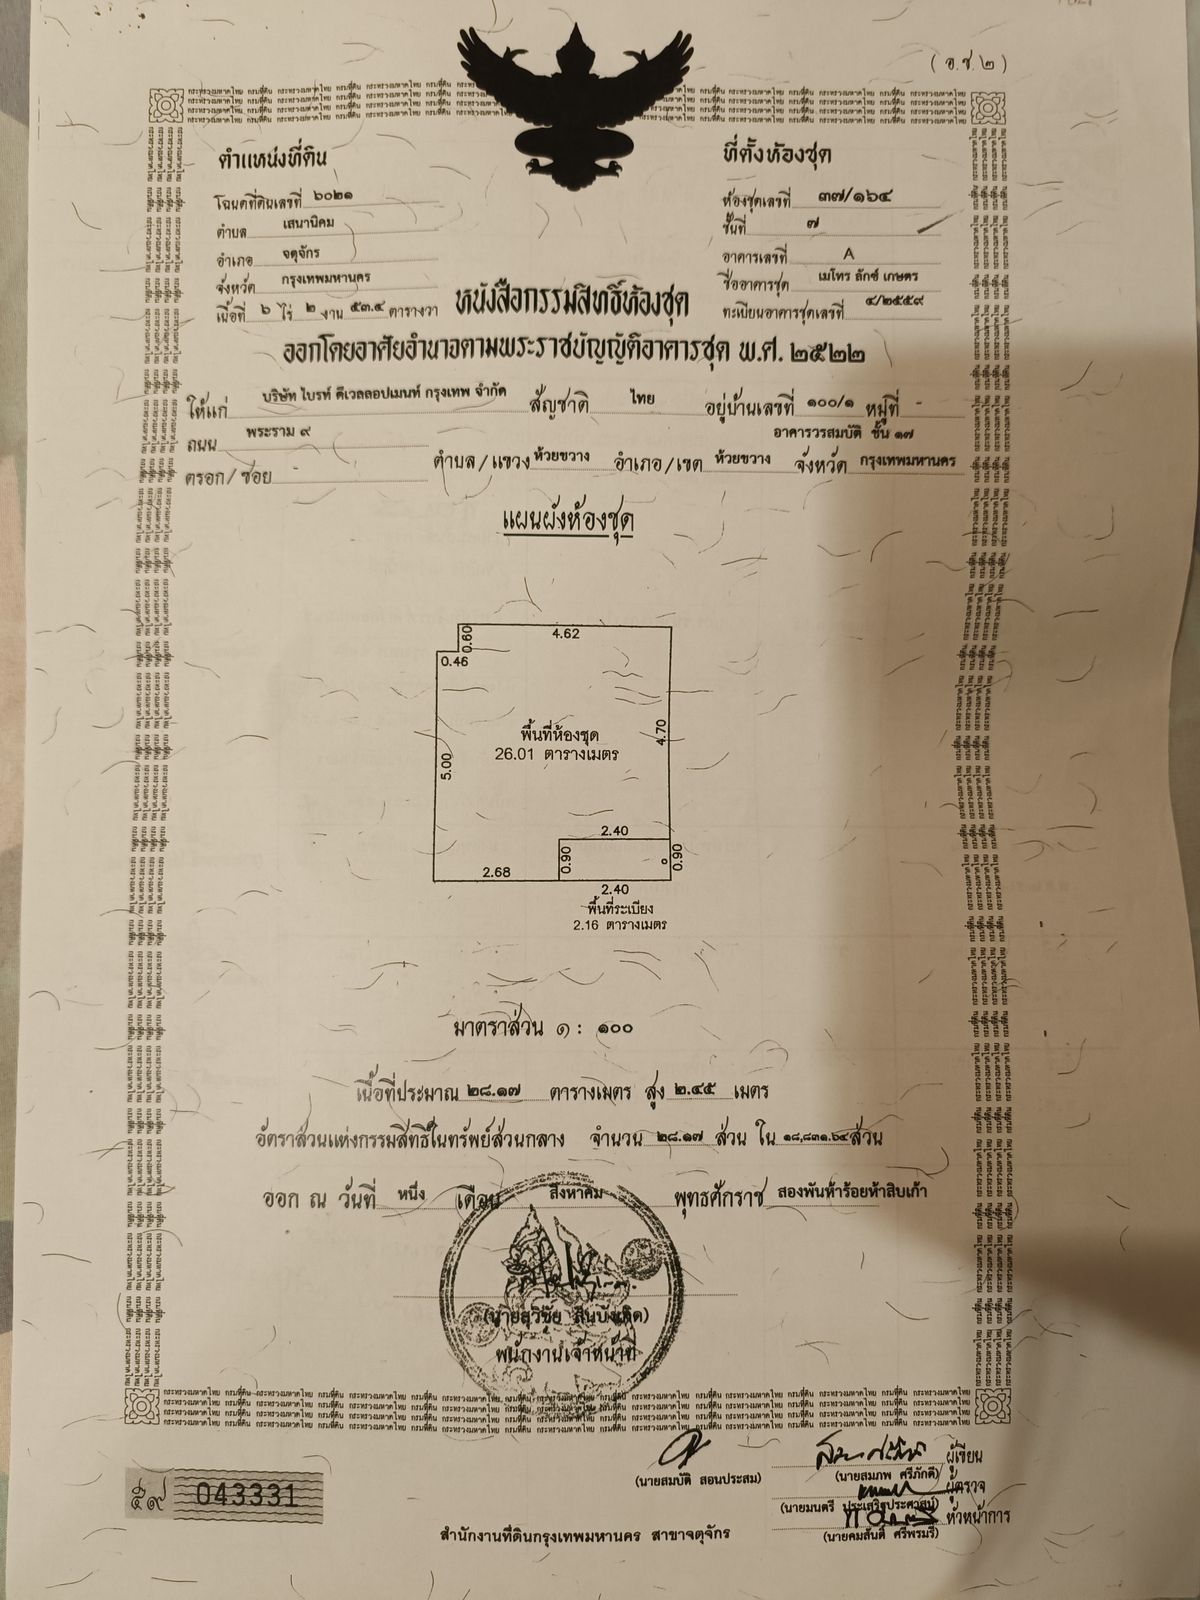 (อ.ช.๒)
ตำแหน่งที่ดิน
โฉนดที่ดินเลขที่ ๖๐๒๑
ตำบล เสนานิคม
อำเภอ จตุจักร
จังหวัด กรุงเทพมหานคร
เนื้อที่ ๖ ไร่ ๒ งาน ๕๓.๔ ตารางวา
ที่ตั้งห้องชุด
ห้องชุดเลขที่ ๓๗/๑๖๔
ชั้นที่ ๗
อาคารเลขที่ A
ชื่ออาคารชุด เมโทร ลักซ์ เกษตร
ทะเบียนอาคารชุดเลขที่ ๔/๒๕๕๙
หนังสือกรรมสิทธิ์ห้องชุด
ออกโดยอาศัยอำนาจตามพระราชบัญญัติอาคารชุด พ.ศ. ๒๕๒๒
ให้แก่ บริษัท ไบรท์ ดีเวลลอปเมนท์ กรุงเทพ จำกัด สัญชาติ ไทย อยู่บ้านเลขที่ ๑๐๐/๑ หมู่ที่ -
อาคารวรสมบัติ ชั้น ๑๗
ถนน พระราม ๙
ตรอก/ซอย ตำบล/แขวง ห้วยขวาง อำเภอ/เขต ห้วยขวาง จังหวัด กรุงเทพมหานคร
แผนผังห้องชุด
4.62
0.60
0.46
พื้นที่ห้องชุด
26.01 ตารางเมตร
4.70
5.00
2.40
0.90
0.90
2.68
2.40
พื้นที่ระเบียง
2.16 ตารางเมตร
มาตราส่วน ๑ : ๑๐๐
เนื้อที่ประมาณ ๒๘.๑๗ ตารางเมตร สูง ๒.๔๕ เมตร
อัตราส่วนแห่งกรรมสิทธิ์ในทรัพย์ส่วนกลาง จำนวน ๒๘.๑๗ ส่วน ใน ๑๘,๘๓๑.๖๔ ส่วน
ออก ณ วันที่ หนึ่ง เดือน สิงหาคม พุทธศักราช สองพันห้าร้อยห้าสิบเก้า
(นายสุวิชัย สินบังเกิด)
พนักงานเจ้าหน้าที่
(นายสมบัติ สอนประสม)
ผู้เขียน
(นายสมภพ ศรีภักดี)
ผู้ตรวจ
(นายมนตรี ประเสริฐประศาสน์)
หัวหน้าการ
(นายคมสันติ์ ศรีพรมรี)
๕๙ 043331
สำนักงานที่ดินกรุงเทพมหานคร สาขาจตุจักร